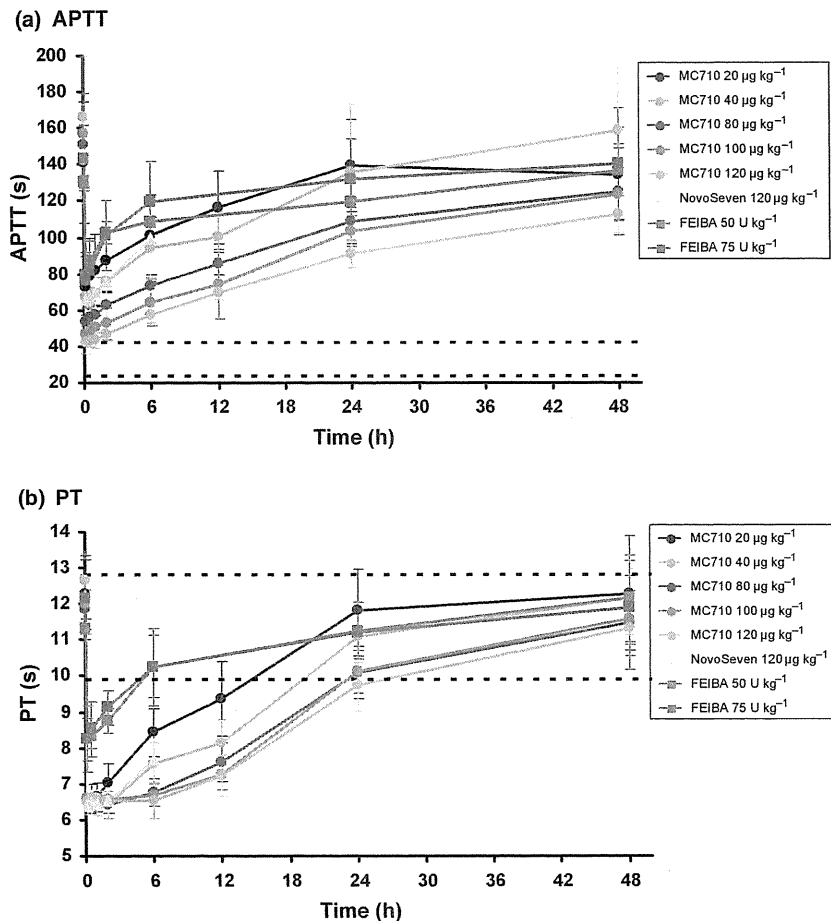 (a) APTT
200
180
160
140
120
100
80
60
40
20
APTT (s)
0 6 12 18 24 30 36 42 48
Time (h)
MC710 20 µg kg⁻¹
MC710 40 µg kg⁻¹
MC710 80 µg kg⁻¹
MC710 100 µg kg⁻¹
MC710 120 µg kg⁻¹
NovoSeven 120 µg kg⁻¹
FEIBA 50 U kg⁻¹
FEIBA 75 U kg⁻¹
(b) PT
14
13
12
11
10
9
8
7
6
5
PT (s)
0 6 12 18 24 30 36 42 48
Time (h)
MC710 20 µg kg⁻¹
MC710 40 µg kg⁻¹
MC710 80 µg kg⁻¹
MC710 100 µg kg⁻¹
MC710 120 µg kg⁻¹
NovoSeven 120 µg kg⁻¹
FEIBA 50 U kg⁻¹
FEIBA 75 U kg⁻¹